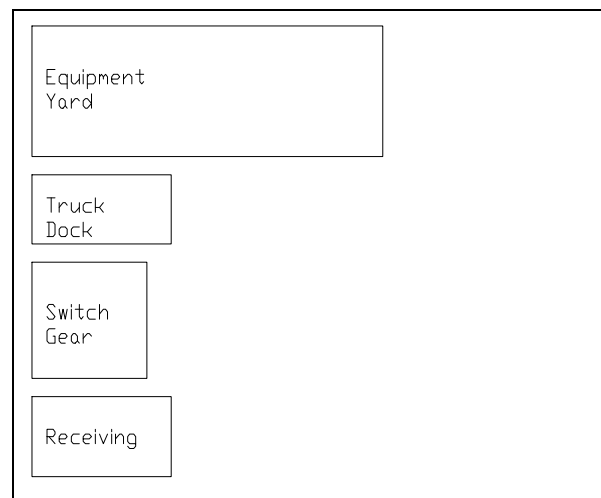 Equipment
Yard
Truck
Dock
Switch
Gear
Receiving